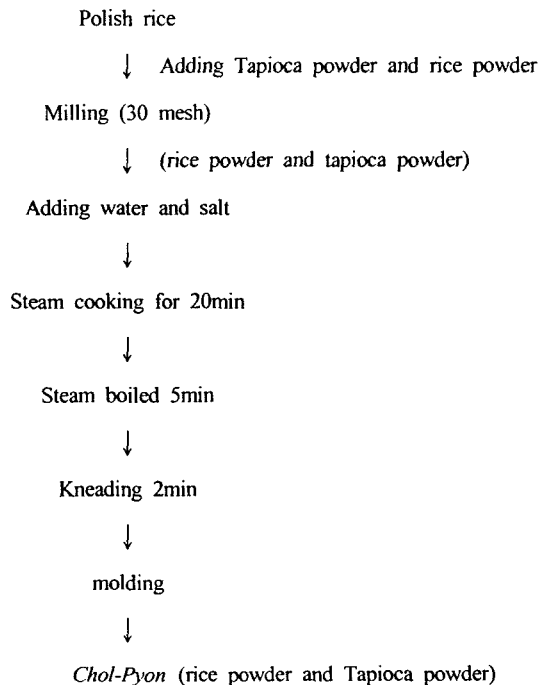 Polish rice
↓ Adding Tapioca powder and rice powder
Milling (30 mesh)
↓ (rice powder and tapioca powder)
Adding water and salt
↓
Steam cooking for 20min
↓
Steam boiled 5min
↓
Kneading 2min
↓
molding
↓
Chol-Pyon (rice powder and Tapioca powder)